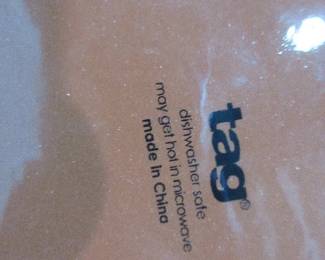 tag®
dishwasher safe
may get hot in microwave
made in China